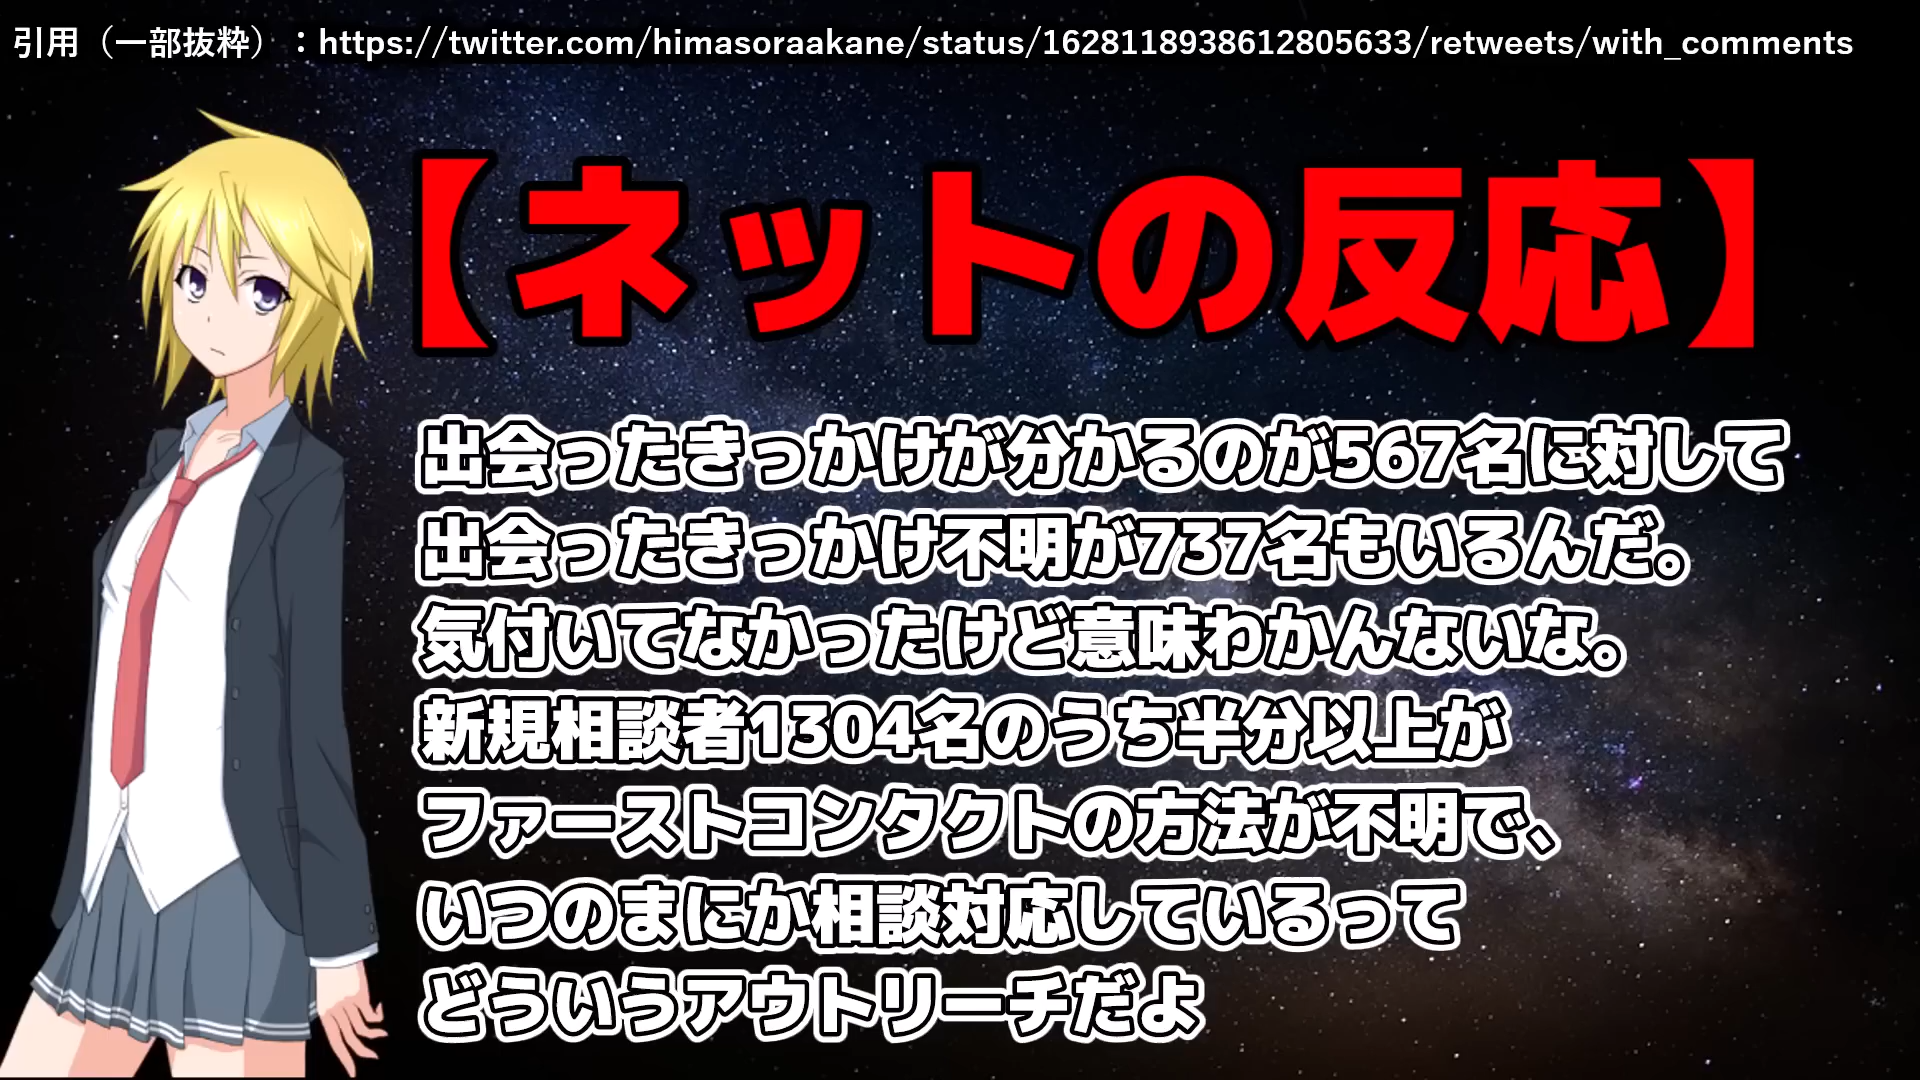 引用（一部抜粋）：https://twitter.com/himasoraakane/status/1628118938612805633/retweets/with_comments
【ネットの反応】
出会ったきっかけが分かるのが567名に対して
出会ったきっかけ不明が737名もいるんだ。
気付いてなかったけど意味わかんないな。
新規相談者1304名のうち半分以上が
ファーストコンタクトの方法が不明で、
いつのまにか相談対応しているって
どういうアウトリーチだよ